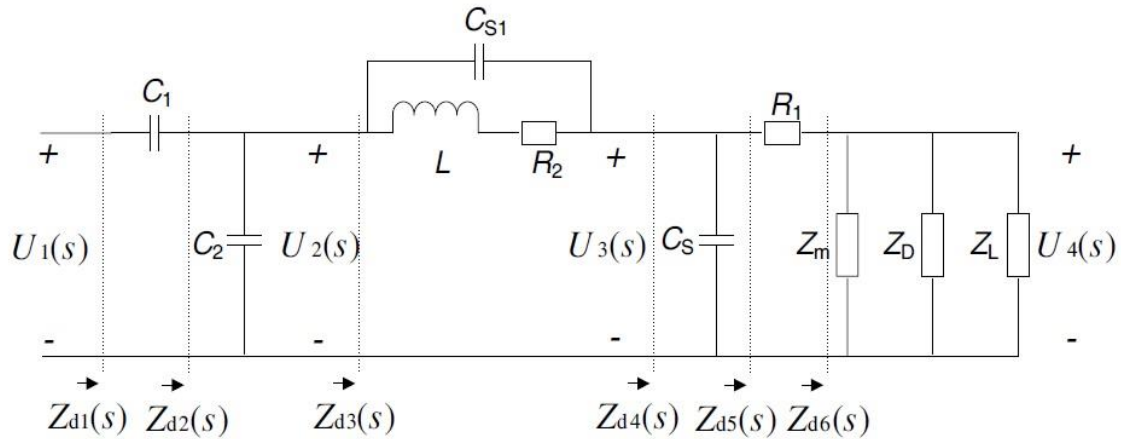 C_S1
C_1 R_1
+ + + +
L R_2
U_1(s) C_2 U_2(s) U_3(s) C_S Z_m Z_D Z_L U_4(s)
- - - -
Z_d1(s) Z_d2(s) Z_d3(s) Z_d4(s) Z_d5(s) Z_d6(s)